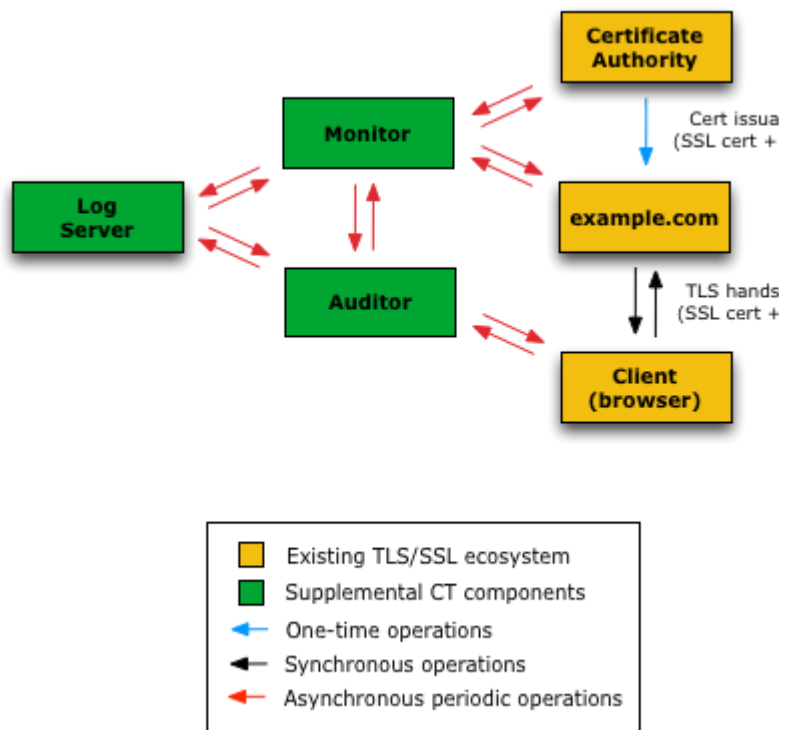 Certificate
Authority
Cert issua
(SSL cert +
Monitor
Log
Server
example.com
Auditor
TLS hands
(SSL cert +
Client
(browser)
Existing TLS/SSL ecosystem
Supplemental CT components
One-time operations
Synchronous operations
Asynchronous periodic operations